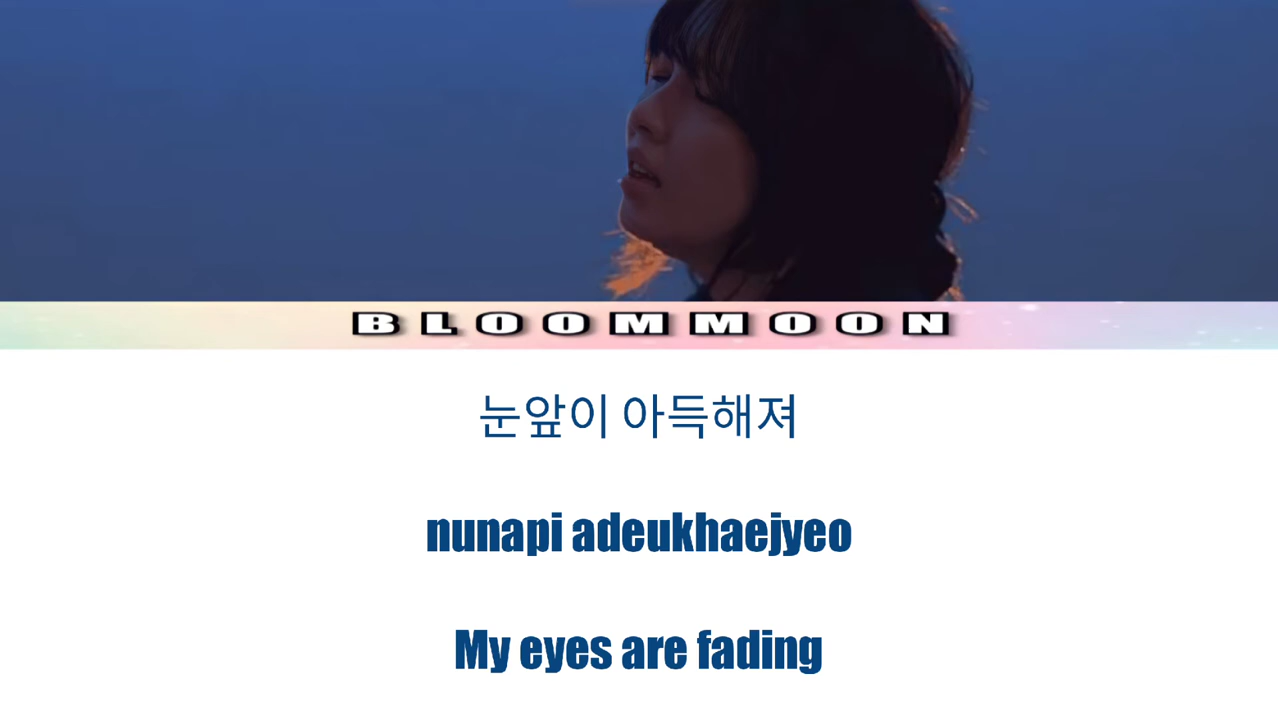 BLOOMMOON
눈앞이 아득해져
nunapi adeukhaejyeo
My eyes are fading